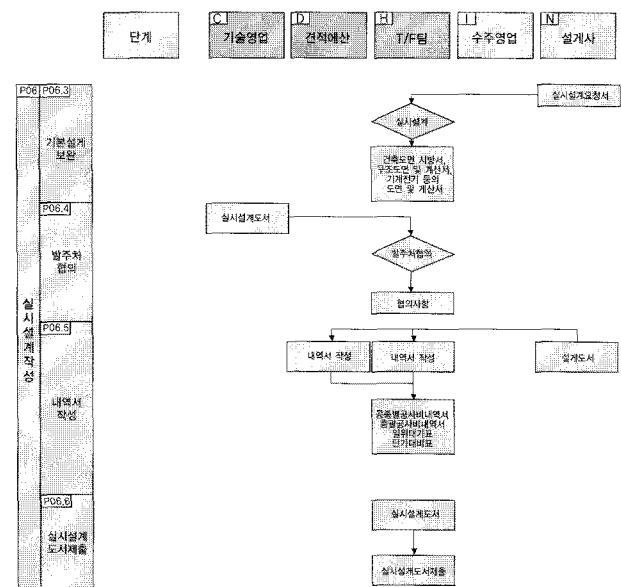 C
D
H
I
N
단계
기술영업
견적예산
T/F팀
수주영업
설계사
P06
P06.3
실시설계요청서
실시설계
기본설계
보완
건축도면 시방서,
구조도면 및 계산서,
기계전기 등의
도면 및 계산서
P06.4
실시설계도서
발주처
협의
발주처협의
협의사항
실시설계작성
P06.5
내역서 작성
내역서 작성
설계도서
내역서
작성
공종별공사비내역서
총괄공사비내역서
일위대가표
단가대비표
P06.6
실시설계도서
실시설계
도서제출
실시설계도서제출